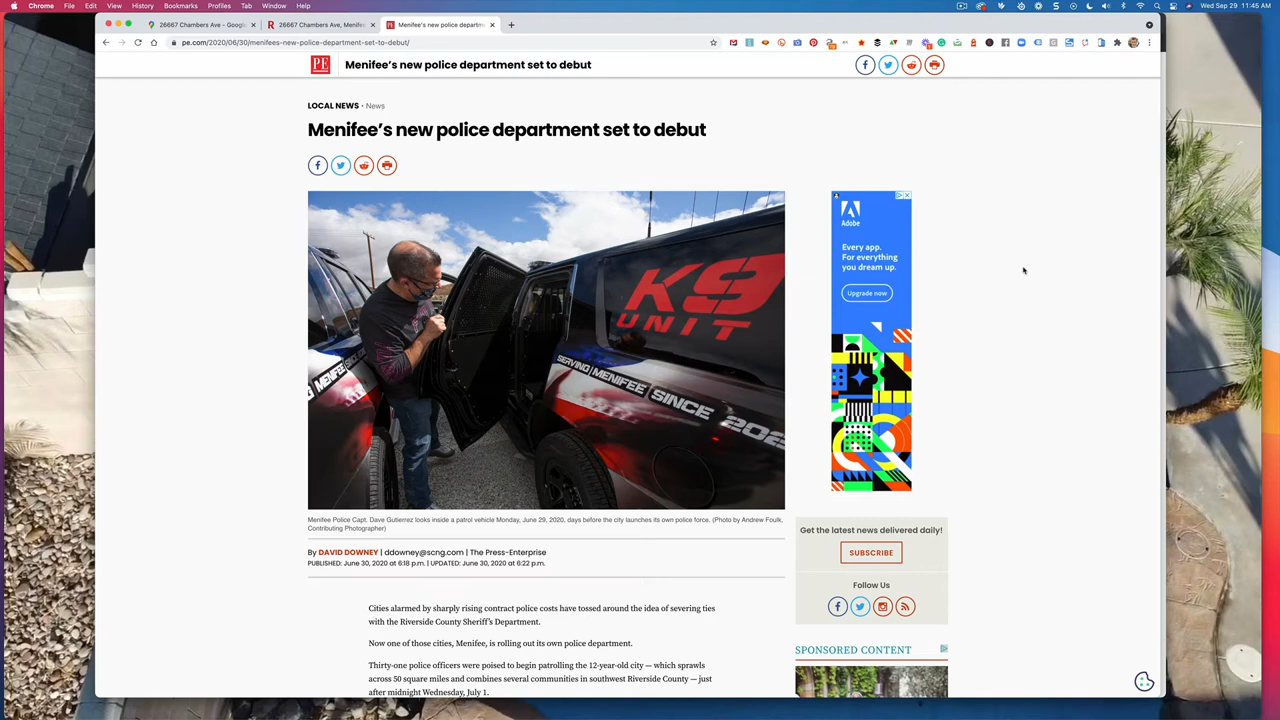 Chrome File Edit View History Bookmarks Profiles Tab Window Help
Wed Sep 29 11:45 AM
26667 Chambers Ave - Googl
26667 Chambers Ave, Menife
Menifee's new police departm
pe.com/2020/06/30/menifees-new-police-department-set-to-debut/
PE
Menifee's new police department set to debut
LOCAL NEWS • News
Menifee's new police department set to debut
K9
UNIT
SERVING MENIFEE SINCE 202
MENIFEE SINC
Adobe
Every app.
For everything
you dream up.
Upgrade now
Menifee Police Capt. Dave Gutierrez looks inside a patrol vehicle Monday, June 29, 2020, days before the city launches its own police force. (Photo by Andrew Foulk,
Contributing Photographer)
By DAVID DOWNEY | ddowney@scng.com | The Press-Enterprise
PUBLISHED: June 30, 2020 at 6:18 p.m. | UPDATED: June 30, 2020 at 6:22 p.m.
Get the latest news delivered daily!
SUBSCRIBE
Follow Us
Cities alarmed by sharply rising contract police costs have tossed around the idea of severing ties
with the Riverside County Sheriff's Department.
Now one of those cities, Menifee, is rolling out its own police department.
Thirty-one police officers were poised to begin patrolling the 12-year-old city — which sprawls
across 50 square miles and combines several communities in southwest Riverside County — just
after midnight Wednesday, July 1.
SPONSORED CONTENT